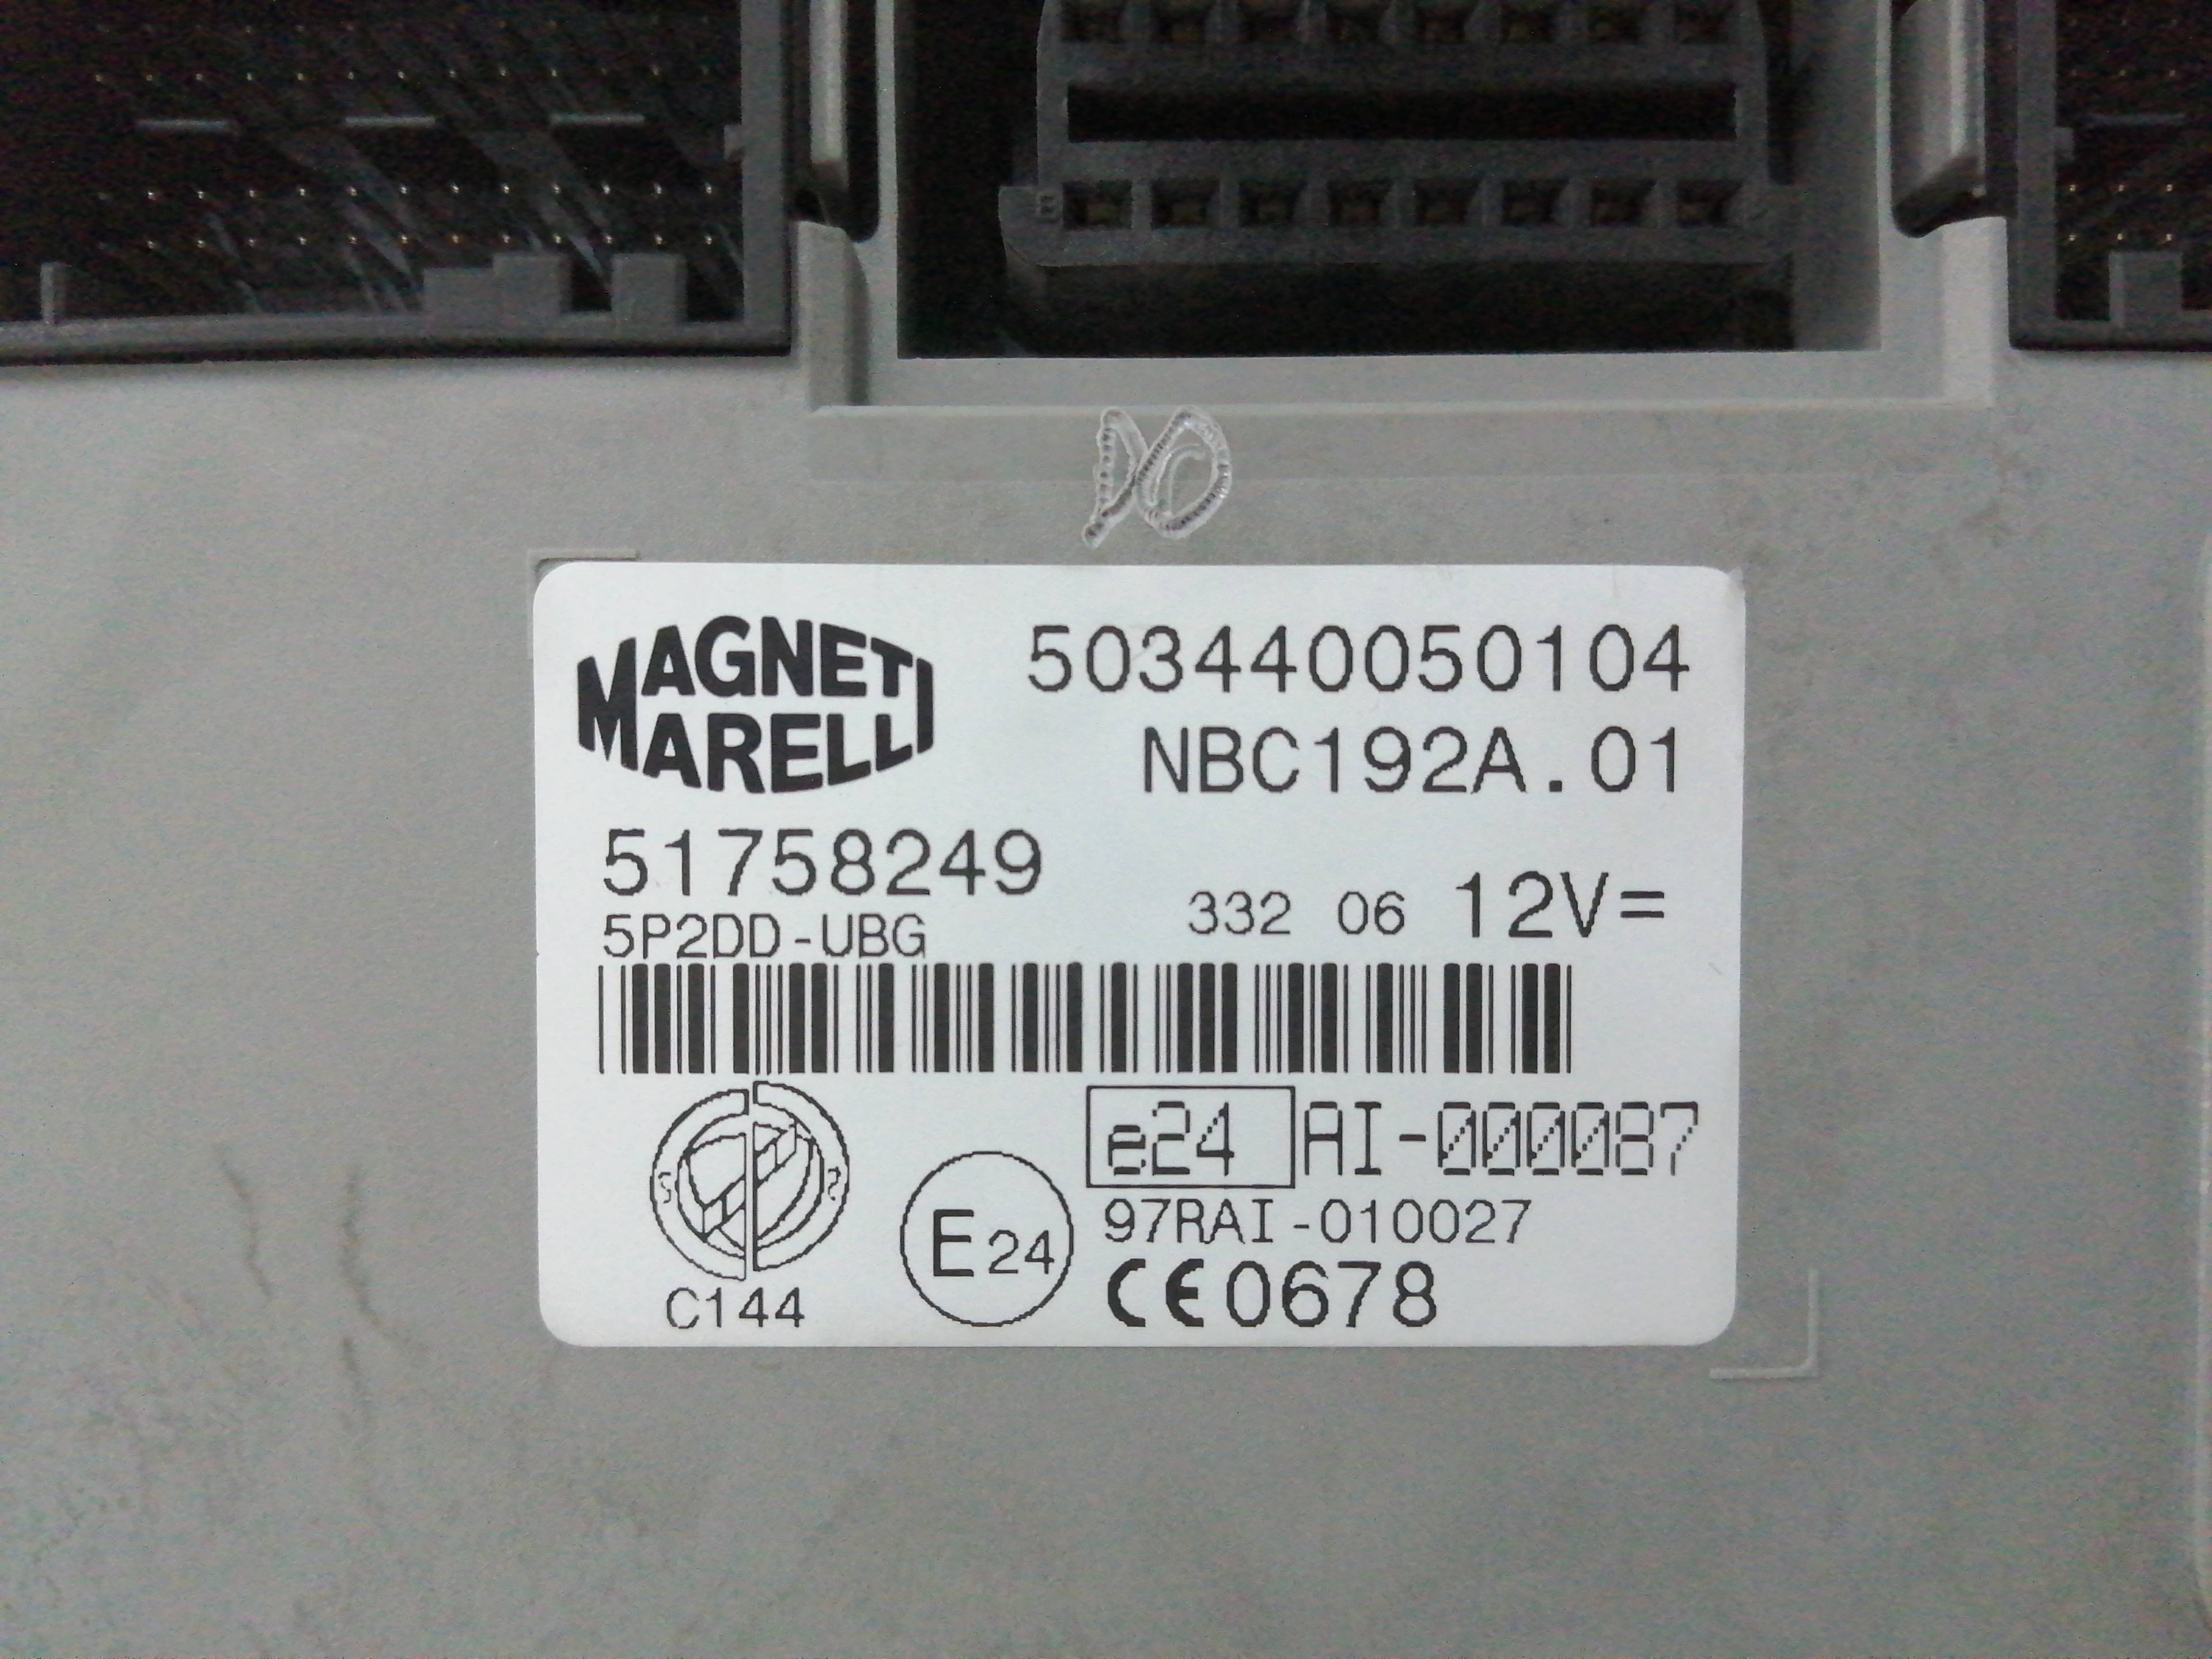 MAGNETI
MARELLI
503440050104
NBC192A.01
51758249
5P2DD-UBG
332 06 12V=
e24 AI-000087
E24
97RAI-010027
CE0678
C144